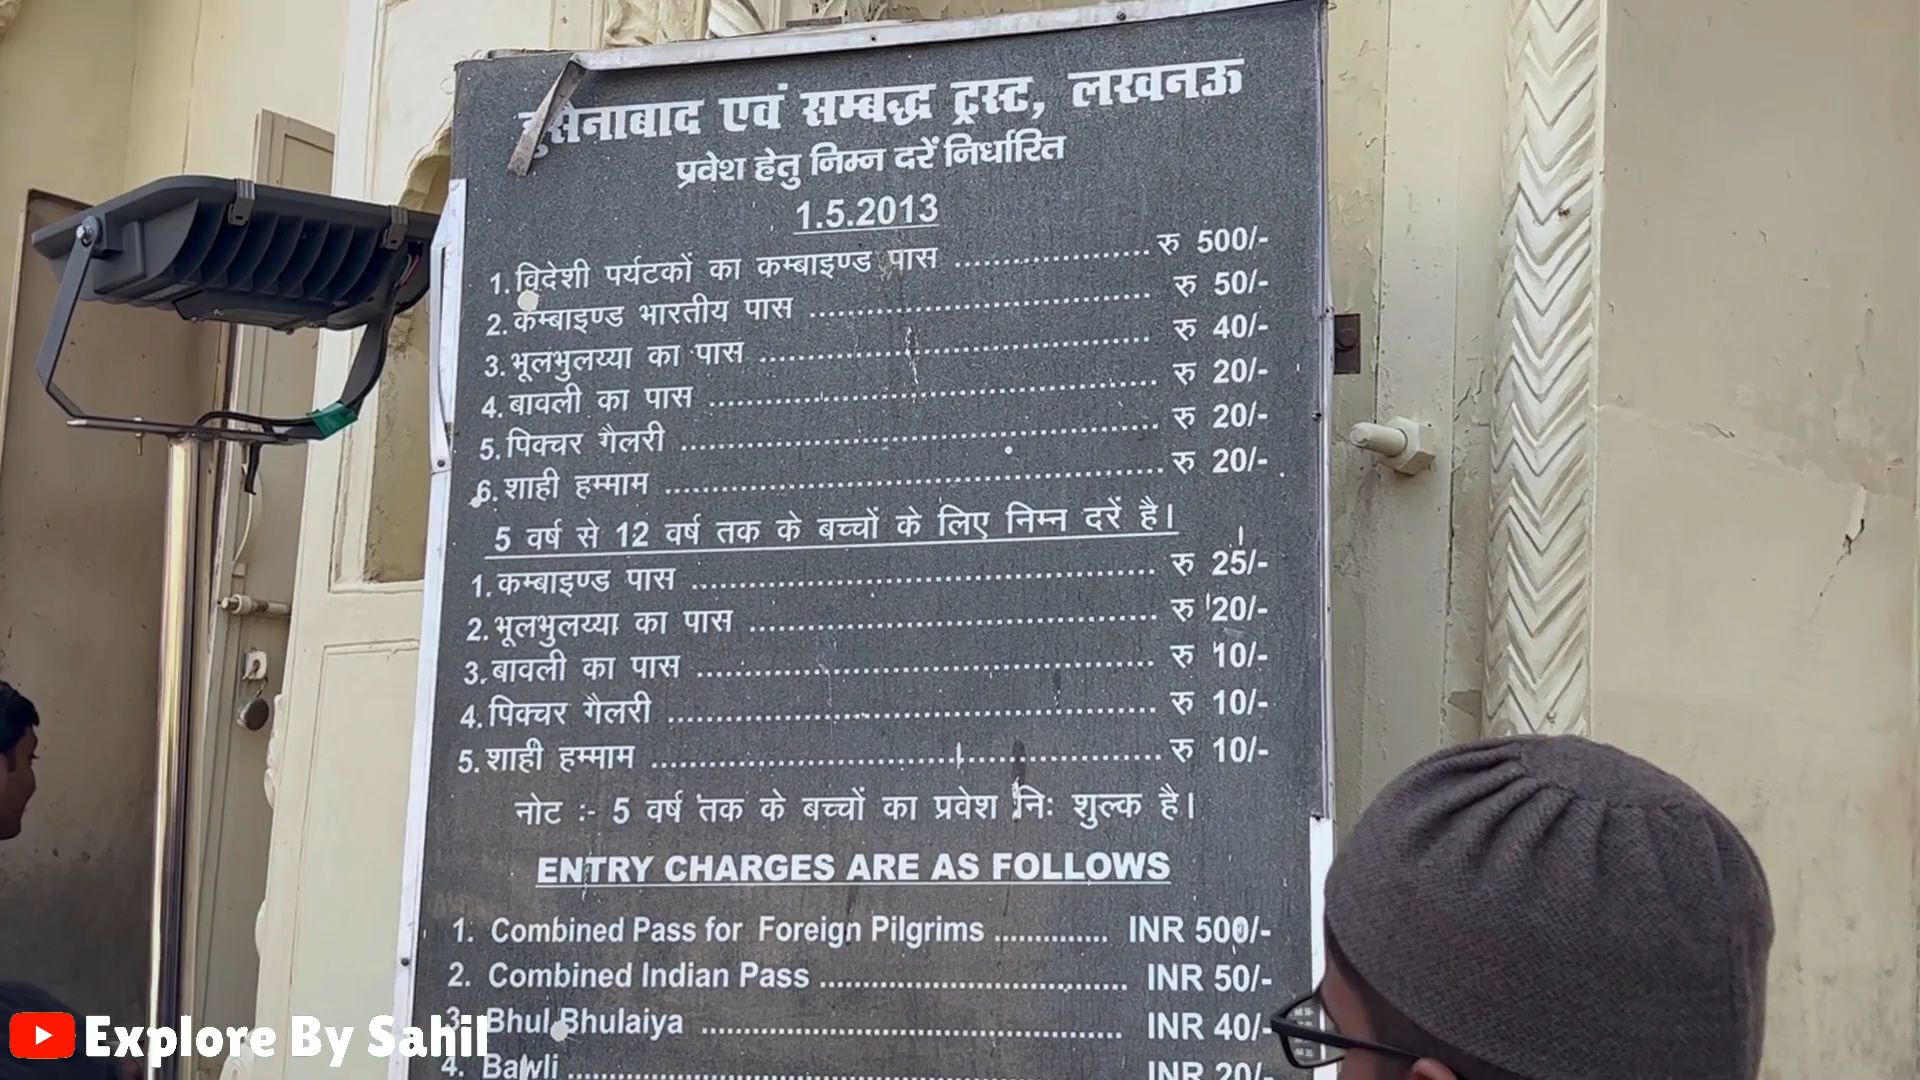 हुसेनाबाद एवं सम्बद्ध ट्रस्ट, लखनऊ
प्रवेश हेतु निम्न दरें निर्धारित
1.5.2013
1. विदेशी पर्यटकों का कम्बाइण्ड पास ........................ रु 500/-
2. कम्बाइण्ड भारतीय पास ........................ रु 50/-
3. भूलभुलय्या का पास ........................ रु 40/-
4. बावली का पास ........................ रु 20/-
5. पिक्चर गैलरी ........................ रु 20/-
6. शाही हम्माम ........................ रु 20/-
5 वर्ष से 12 वर्ष तक के बच्चों के लिए निम्न दरें है।
1. कम्बाइण्ड पास ........................ रु 25/-
2. भूलभुलय्या का पास ........................ रु 20/-
3. बावली का पास ........................ रु 10/-
4. पिक्चर गैलरी ........................ रु 10/-
5. शाही हम्माम ........................ रु 10/-
नोट :- 5 वर्ष तक के बच्चों का प्रवेश नि: शुल्क है।
ENTRY CHARGES ARE AS FOLLOWS
1. Combined Pass for Foreign Pilgrims .............. INR 500/-
2. Combined Indian Pass ........................ INR 50/-
3. Bhul Bhulaiya ........................ INR 40/-
4. Bawli ........................ INR 20/-
Explore By Sahil